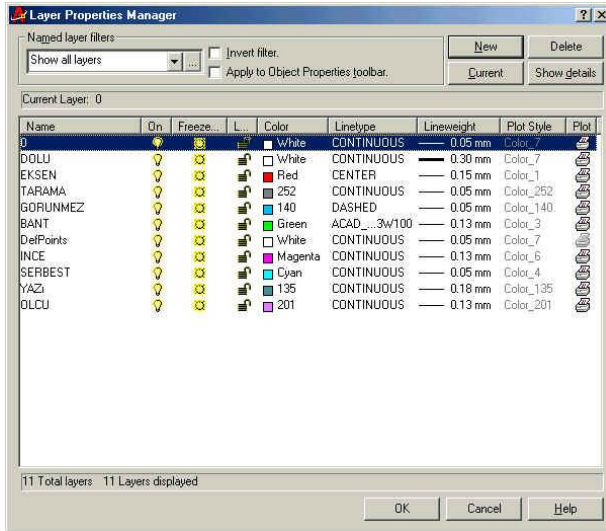 Layer Properties Manager
Named layer filters
Show all layers
...
Invert filter.
Apply to Object Properties toolbar.
New
Delete
Current
Show details
Current Layer: 0
Name On Freeze... L... Color Linetype Lineweight Plot Style Plot
0 White CONTINUOUS 0.05 mm Color_7
DOLU White CONTINUOUS 0.30 mm Color_7
EKSEN Red CENTER 0.15 mm Color_1
TARAMA 252 CONTINUOUS 0.05 mm Color_252
GORUNMEZ 140 DASHED 0.05 mm Color_140
BANT Green ACAD_...3W100 0.13 mm Color_3
DefPoints White CONTINUOUS 0.05 mm Color_7
INCE Magenta CONTINUOUS 0.13 mm Color_6
SERBEST Cyan CONTINUOUS 0.05 mm Color_4
YAZi 135 CONTINUOUS 0.18 mm Color_135
OLCU 201 CONTINUOUS 0.13 mm Color_201
11 Total layers 11 Layers displayed
OK
Cancel
Help